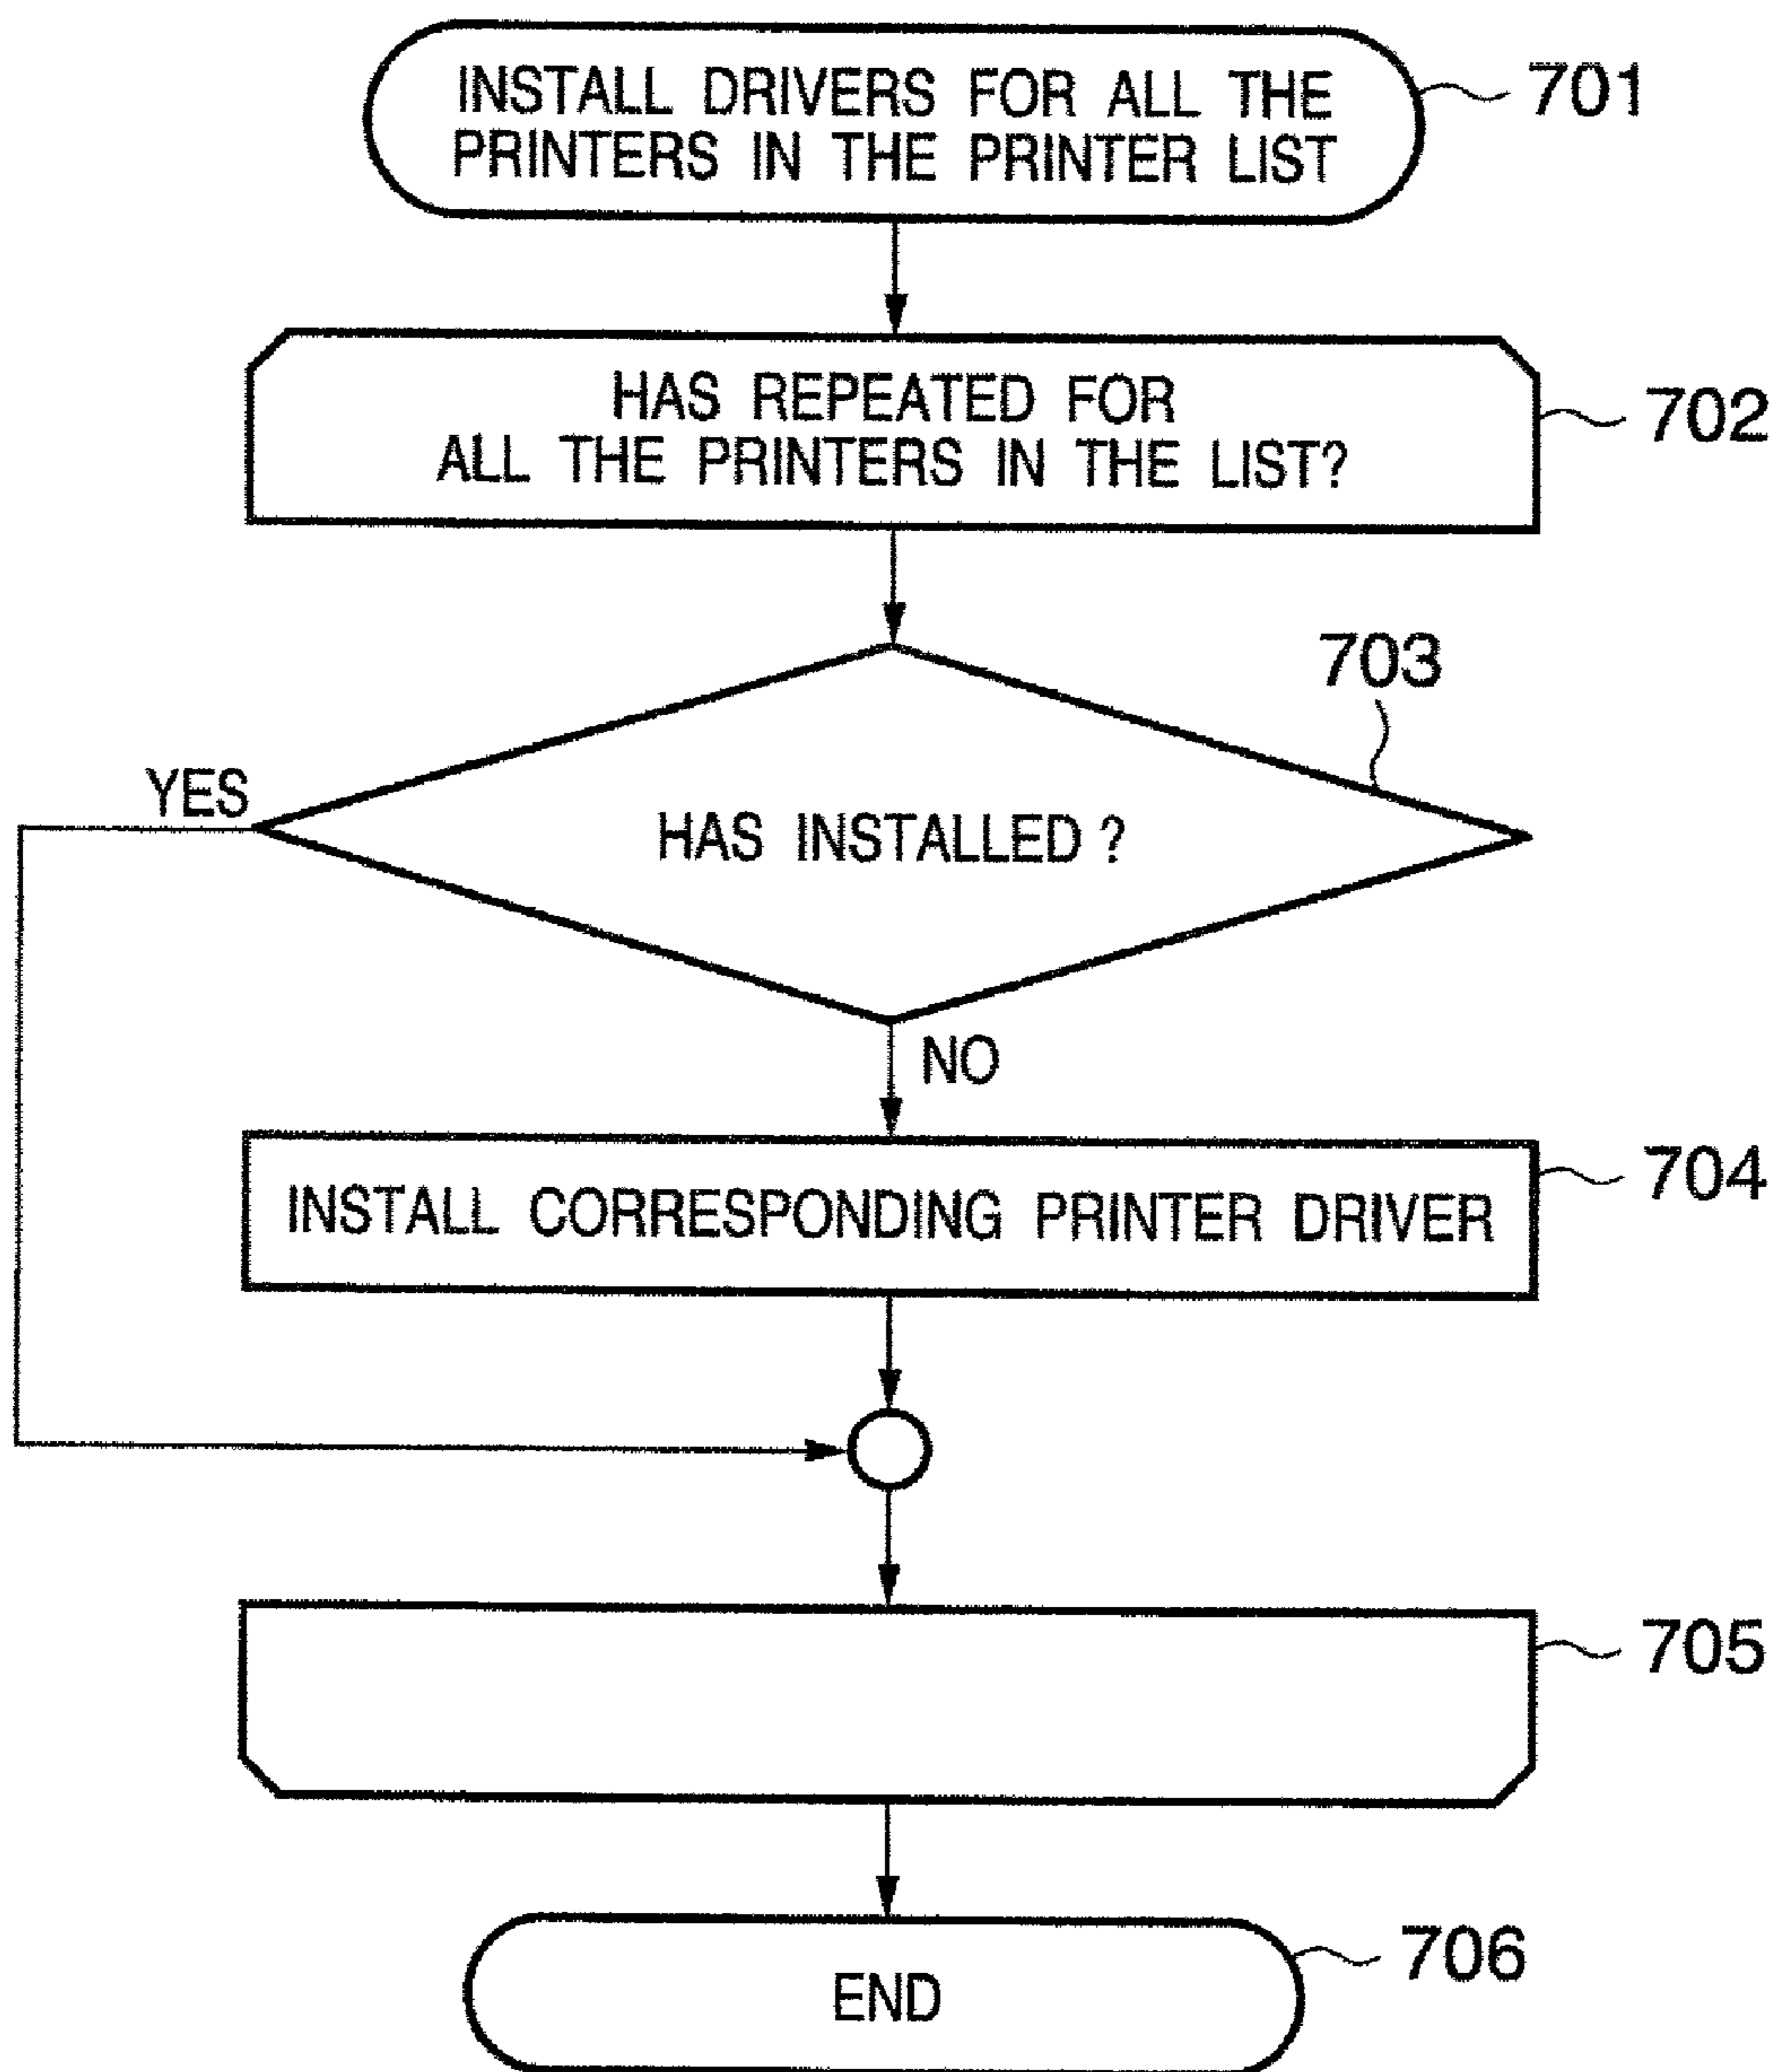 INSTALL DRIVERS FOR ALL THE
PRINTERS IN THE PRINTER LIST
701
HAS REPEATED FOR
ALL THE PRINTERS IN THE LIST?
702
703
YES
HAS INSTALLED ?
NO
INSTALL CORRESPONDING PRINTER DRIVER
704
705
END
706